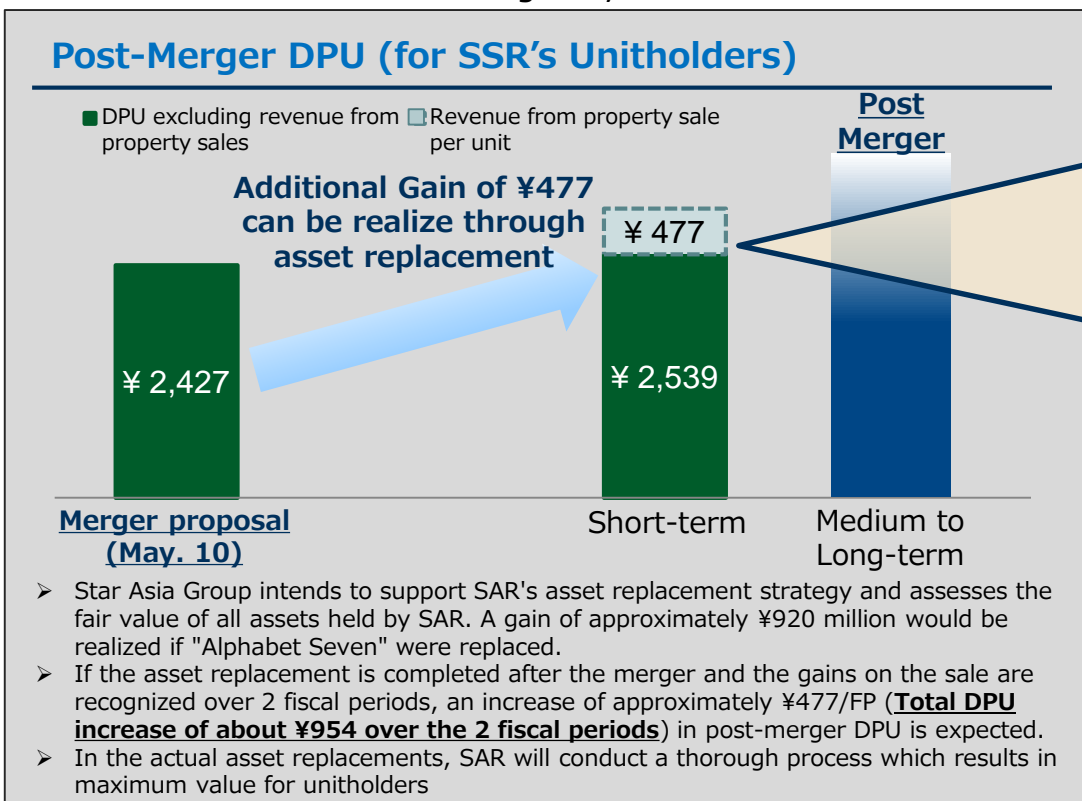 Post-Merger DPU (for SSR's Unitholders)
DPU excluding revenue from
property sales
Revenue from property sale
per unit
Post
Merger
Additional Gain of ¥477
can be realize through
asset replacement
¥ 477
¥ 2,427
¥ 2,539
Merger proposal
(May. 10)
Short-term
Medium to
Long-term
➢ Star Asia Group intends to support SAR's asset replacement strategy and assesses the
fair value of all assets held by SAR. A gain of approximately ¥920 million would be
realized if "Alphabet Seven" were replaced.
➢ If the asset replacement is completed after the merger and the gains on the sale are
recognized over 2 fiscal periods, an increase of approximately ¥477/FP (Total DPU
increase of about ¥954 over the 2 fiscal periods) in post-merger DPU is expected.
➢ In the actual asset replacements, SAR will conduct a thorough process which results in
maximum value for unitholders